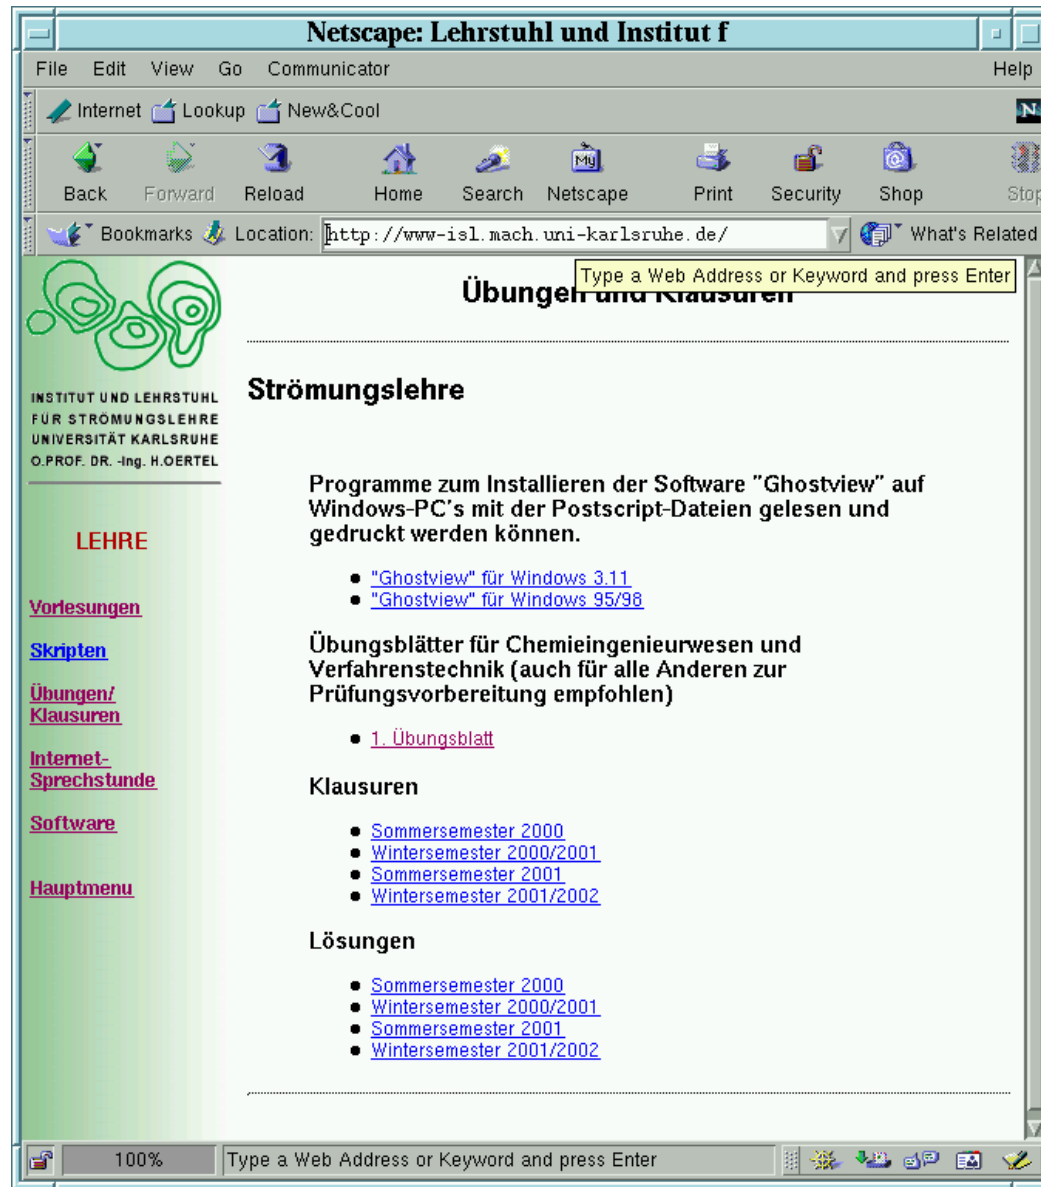 Netscape: Lehrstuhl und Institut f
File Edit View Go Communicator Help
Internet Lookup New&Cool
N
Back Forward Reload Home Search Netscape Print Security Shop Stop
My
Bookmarks Location: http://www-isl.mach.uni-karlsruhe.de/ What's Related
Type a Web Address or Keyword and press Enter
Übungen und Klausuren
INSTITUT UND LEHRSTUHL
FÜR STRÖMUNGSLEHRE
UNIVERSITÄT KARLSRUHE
O.PROF. DR. -Ing. H.OERTEL
LEHRE
Vorlesungen
Skripten
Übungen/
Klausuren
Internet-
Sprechstunde
Software
Hauptmenu
Strömungslehre
Programme zum Installieren der Software "Ghostview" auf
Windows-PC's mit der Postscript-Dateien gelesen und
gedruckt werden können.
"Ghostview" für Windows 3.11
"Ghostview" für Windows 95/98
Übungsblätter für Chemieingenieurwesen und
Verfahrenstechnik (auch für alle Anderen zur
Prüfungsvorbereitung empfohlen)
1. Übungsblatt
Klausuren
Sommersemester 2000
Wintersemester 2000/2001
Sommersemester 2001
Wintersemester 2001/2002
Lösungen
Sommersemester 2000
Wintersemester 2000/2001
Sommersemester 2001
Wintersemester 2001/2002
100% Type a Web Address or Keyword and press Enter